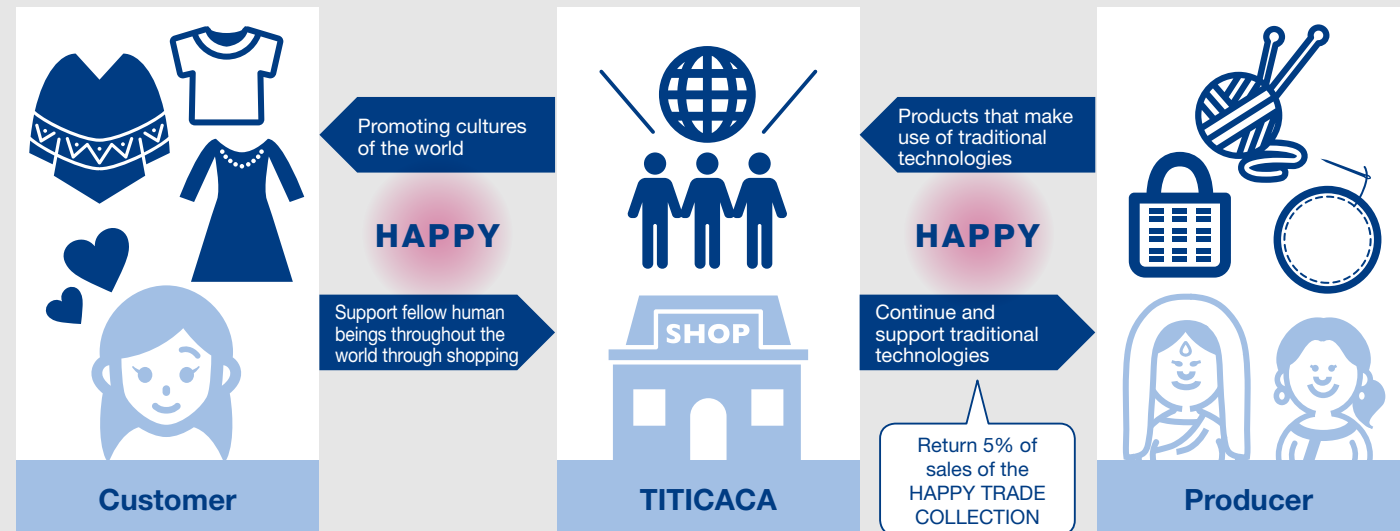 Promoting cultures
of the world
HAPPY
Support fellow human
beings throughout the
world through shopping
Customer
SHOP
TITICACA
Products that make
use of traditional
technologies
HAPPY
Continue and
support traditional
technologies
Return 5% of
sales of the
HAPPY TRADE
COLLECTION
Producer